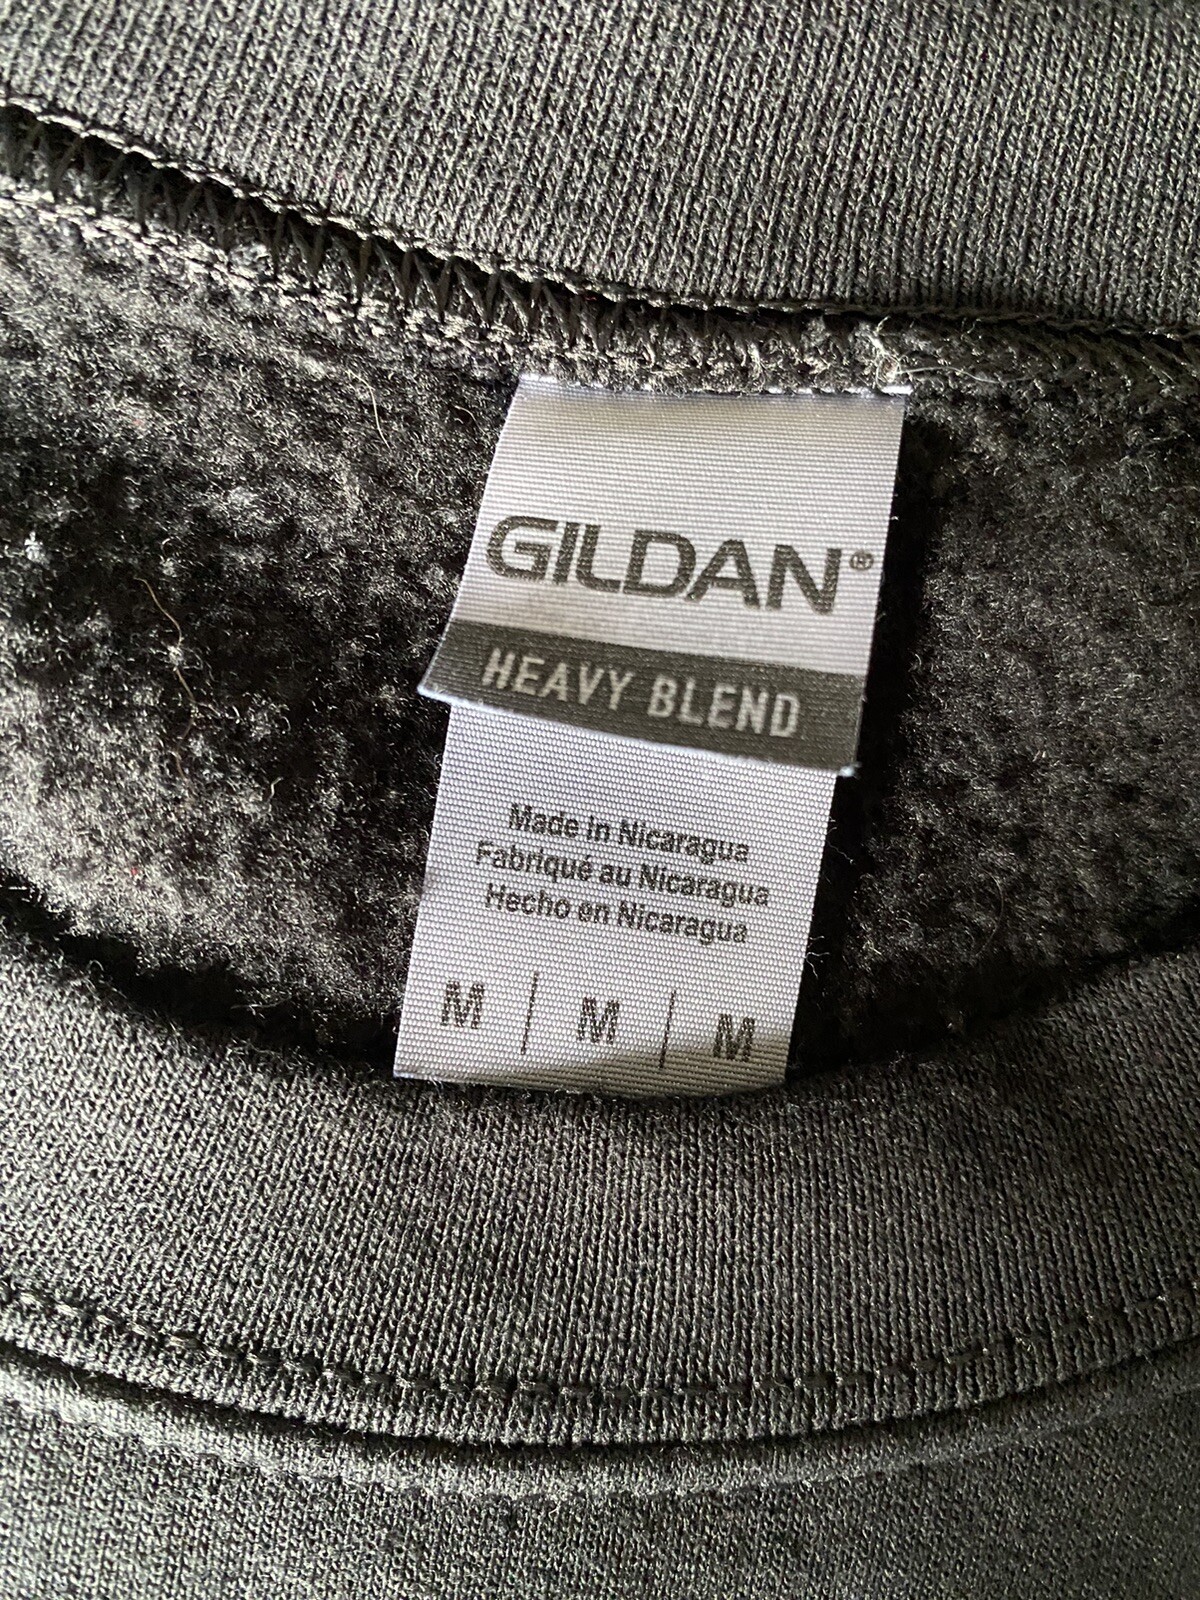 GILDAN®
HEAVY BLEND
Made in Nicaragua
Fabriqué au Nicaragua
Hecho en Nicaragua
M | M | M